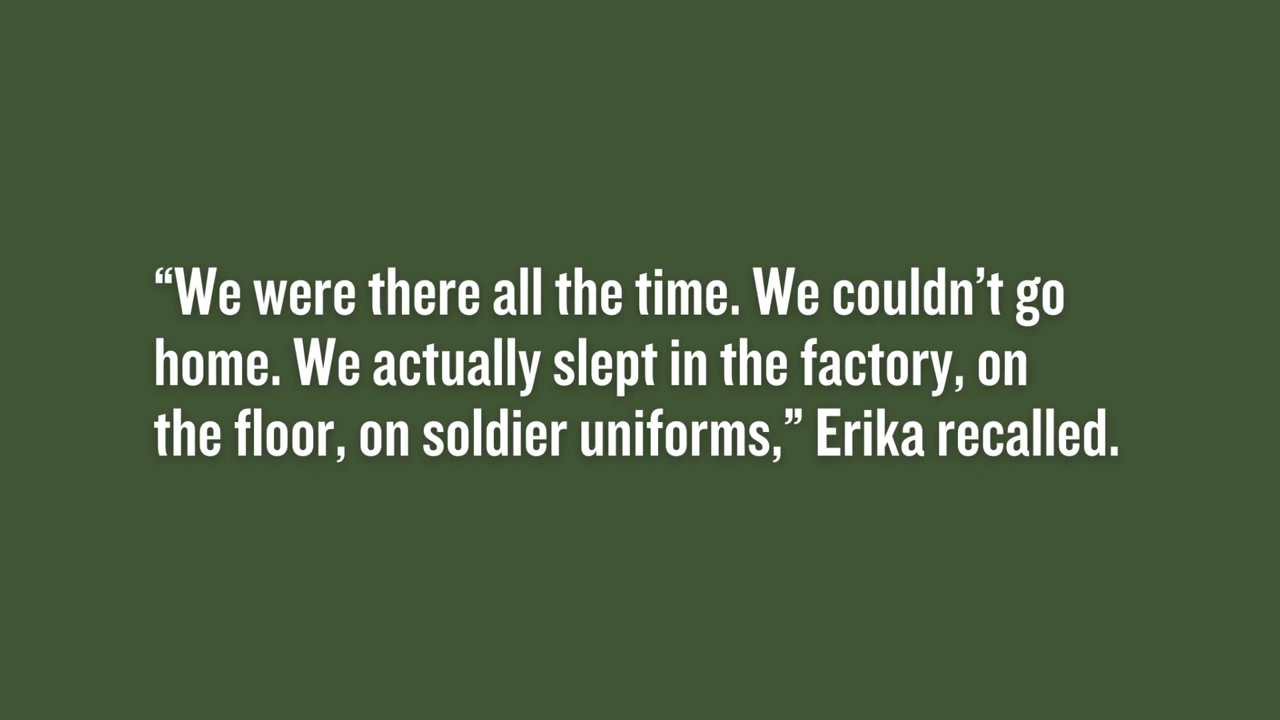 “We were there all the time. We couldn’t go
home. We actually slept in the factory, on
the floor, on soldier uniforms,” Erika recalled.